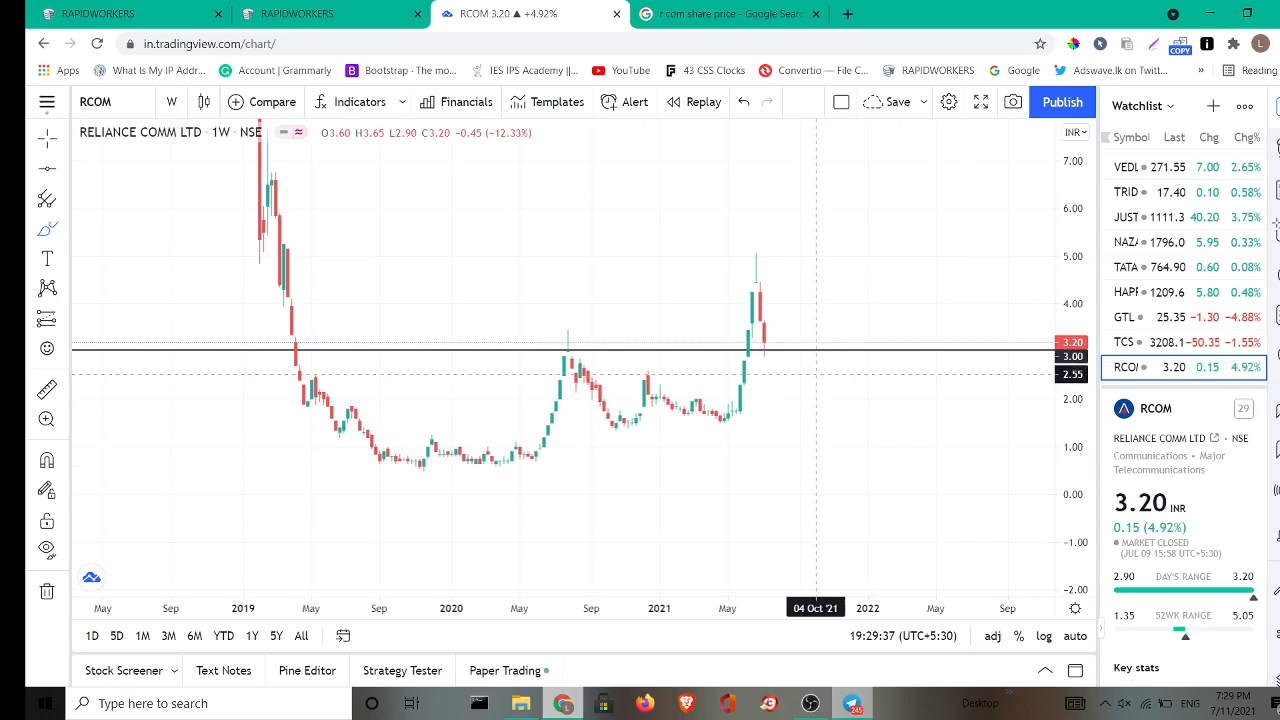 RAPIDWORKERS
RAPIDWORKERS
RCOM 3.20 ▲ +4.92%
r com share price - Google Searc
in.tradingview.com/chart/
COPY
L
Apps
What Is My IP Addr...
Account | Grammarly
Bootstrap - The mo...
IES IPS Academy ||...
YouTube
43 CSS Clocks
Convertio — File C...
RAPIDWORKERS
Google
Adswave.lk on Twitt...
»
Reading
RCOM
W
Compare
Indicators
Financials
Templates
Alert
Replay
Save
Publish
Watchlist
RELIANCE COMM LTD · 1W · NSE
O3.60 H3.65 L2.90 C3.20 −0.45 (−12.33%)
INR
Symbol Last Chg Chg%
VEDL 271.55 7.00 2.65%
TRID 17.40 0.10 0.58%
JUST 1111.3 40.20 3.75%
NAZA 1796.0 5.95 0.33%
TATA 764.90 0.60 0.08%
HAPP 1209.6 5.80 0.48%
GTL 25.35 −1.30 −4.88%
TCS 3208.1 −50.35 −1.55%
RCOM 3.20 0.15 4.92%
7.00
6.00
5.00
4.00
3.20
3.00
2.55
2.00
1.00
0.00
−1.00
−2.00
RCOM
29
RELIANCE COMM LTD • NSE
Communications • Major
Telecommunications
3.20 INR
0.15 (4.92%)
MARKET CLOSED
(JUL 09 15:58 UTC+5:30)
2.90 DAY'S RANGE 3.20
1.35 52WK RANGE 5.05
Key stats
May Sep 2019 May Sep 2020 May Sep 2021 May 04 Oct '21 2022 May Sep
1D 5D 1M 3M 6M YTD 1Y 5Y All
19:29:37 (UTC+5:30)
adj % log auto
Stock Screener
Text Notes
Pine Editor
Strategy Tester
Paper Trading
Type here to search
245
Desktop
»
ENG
7:29 PM
7/11/2021